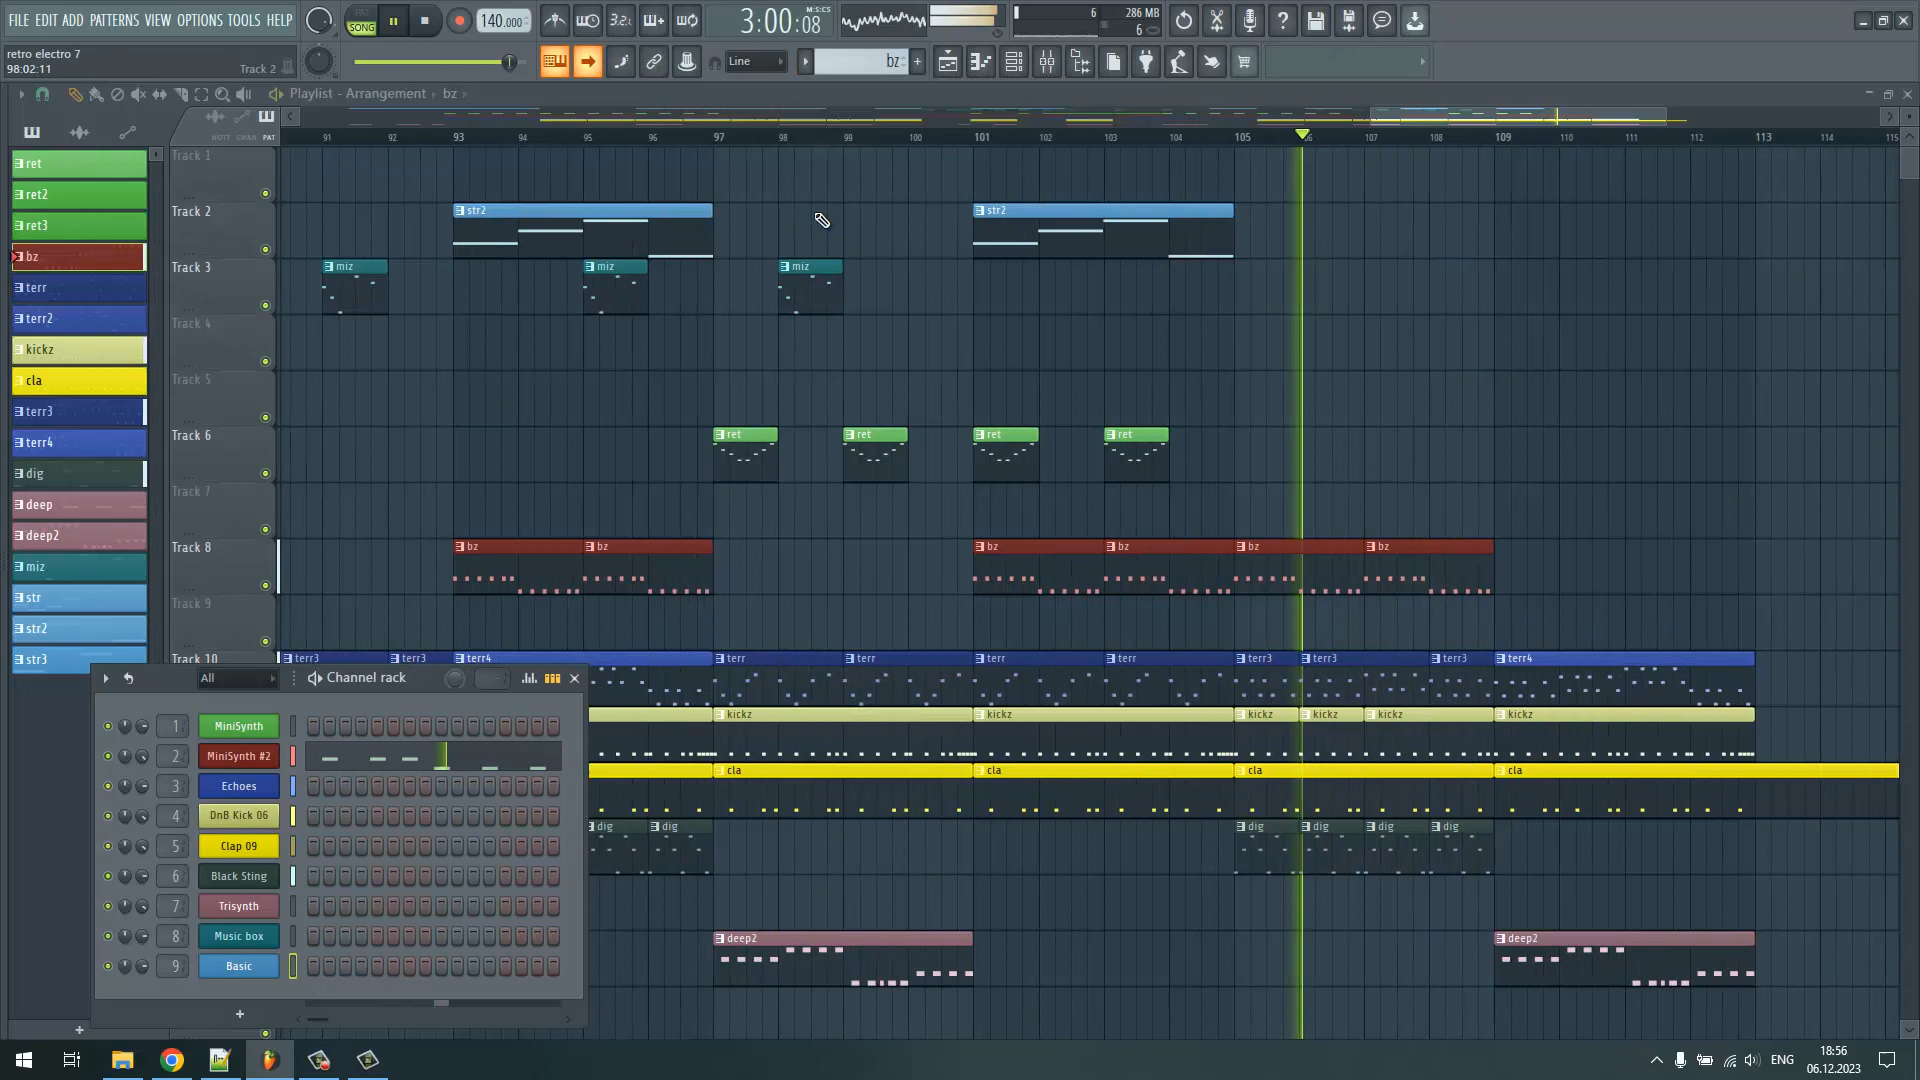 FILE EDIT ADD PATTERNS VIEW OPTIONS TOOLS HELP
PAT
SONG
140.000
3.2.
3:00:08
M:S:CS
6
286 MB
6
retro electro 7
98:02:11
Track 2
Line
bz
Playlist - Arrangement › bz ›
NOTE CHAN PAT
91 92 93 94 95 96 97 98 99 100 101 102 103 104 105 106 107 108 109 110 111 112 113 114 115
ret
ret2
ret3
bz
terr
terr2
kickz
cla
terr3
terr4
dig
deep
deep2
miz
str
str2
str3
Track 1
Track 2
str2 str2
Track 3
miz miz miz
Track 4
Track 5
Track 6
ret ret ret ret
Track 7
Track 8
bz bz bz bz bz bz
Track 9
Track 10
terr3 terr3 terr4 terr terr terr terr terr3 terr3 terr3 terr4
kickz kickz kickz kickz kickz kickz
cla cla cla cla
dig dig dig dig dig dig
deep2 deep2
All
Channel rack
1 MiniSynth
2 MiniSynth #2
3 Echoes
4 DnB Kick 06
5 Clap 09
6 Black Sting
7 Trisynth
8 Music box
9 Basic
+
ENG
18:56
06.12.2023